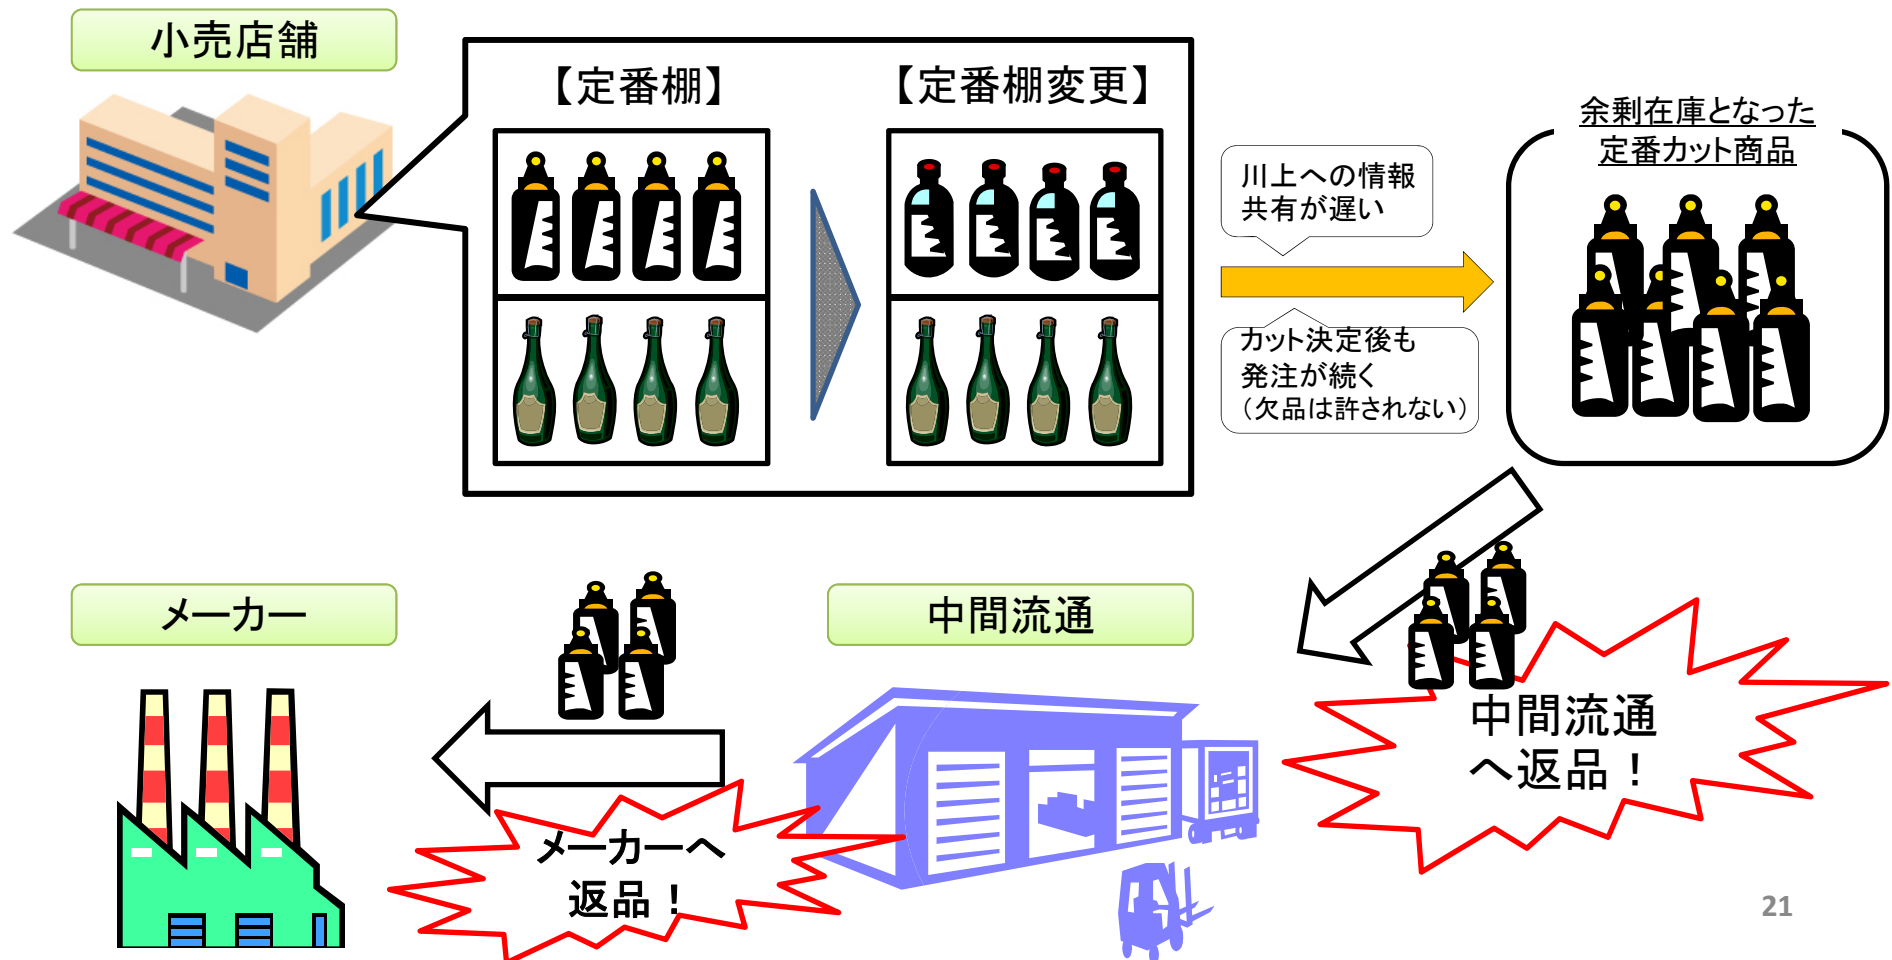 小売店舗
【定番棚】
【定番棚変更】
川上への情報
共有が遅い
カット決定後も
発注が続く
（欠品は許されない）
余剰在庫となった
定番カット商品
メーカー
中間流通
中間流通
へ返品！
メーカーへ
返品！
21